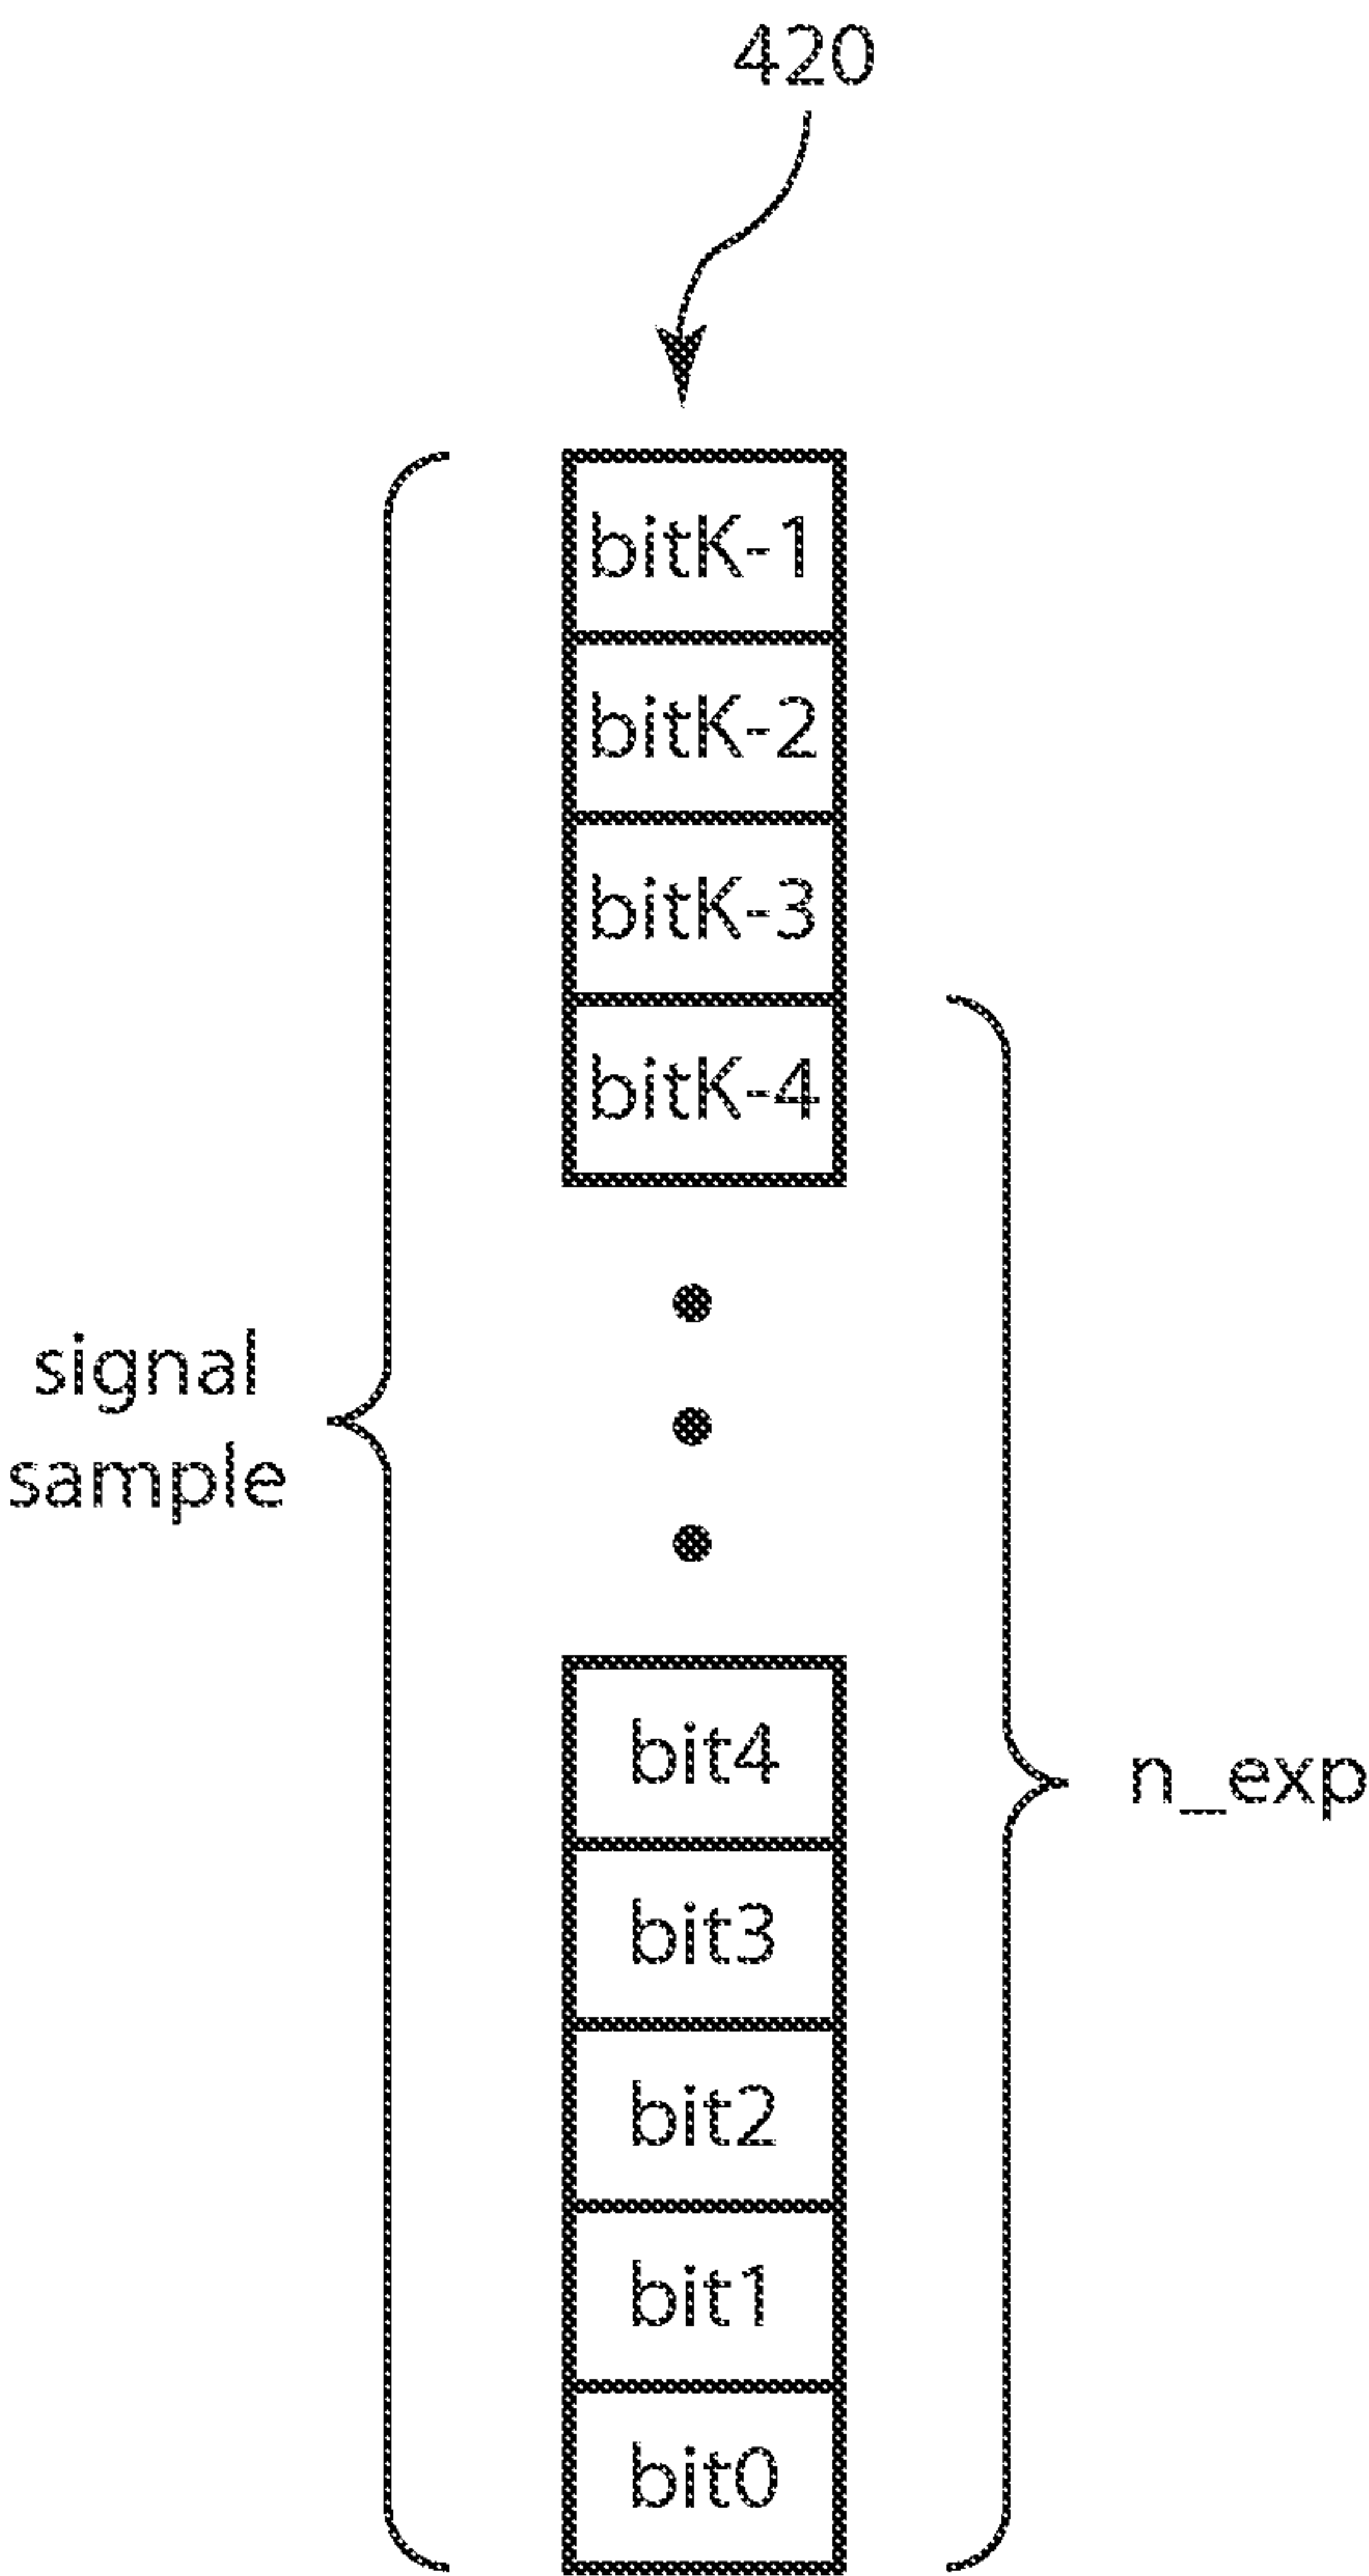 420
bitK-1
bitK-2
bitK-3
bitK-4
signal
sample
bit4
n_exp
bit3
bit2
bit1
bit0